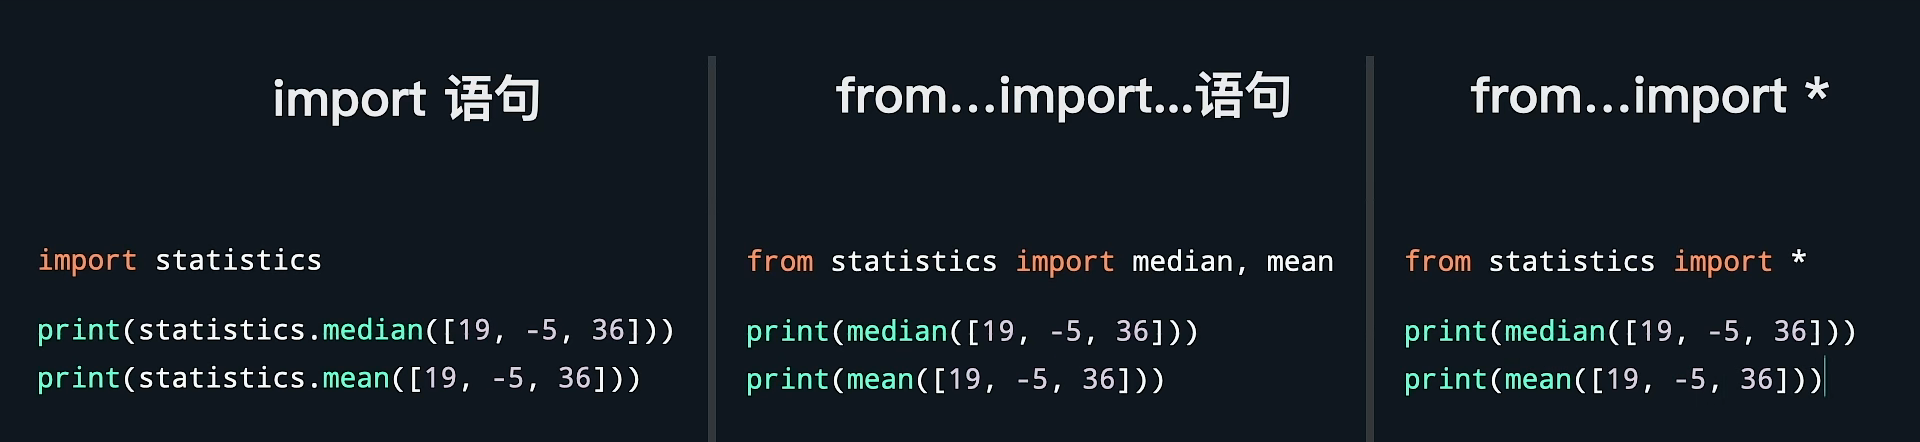 import 语句
import statistics
print(statistics.median([19, -5, 36]))
print(statistics.mean([19, -5, 36]))
from...import...语句
from statistics import median, mean
print(median([19, -5, 36]))
print(mean([19, -5, 36]))
from...import *
from statistics import *
print(median([19, -5, 36]))
print(mean([19, -5, 36]))